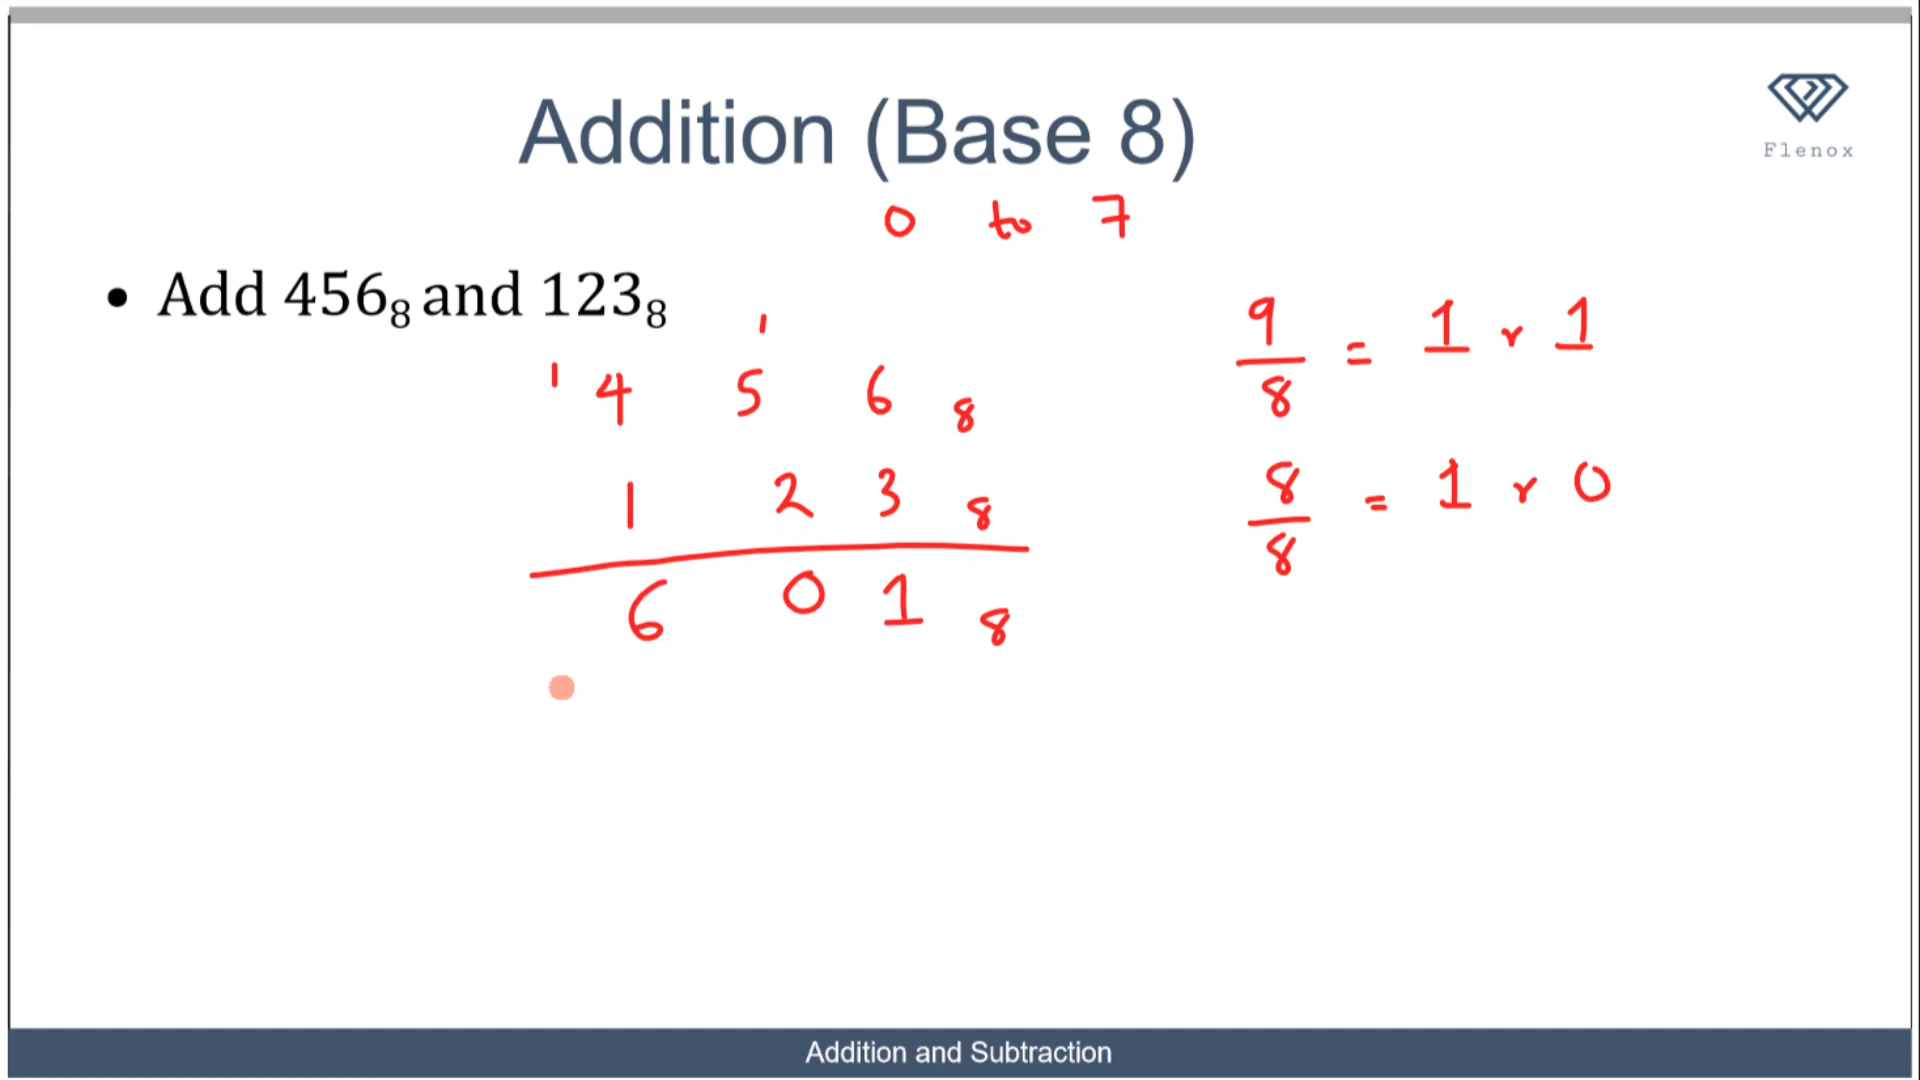 Addition (Base 8)
Flenox
0 to 7
• Add 456₈ and 123₈
1 1
4 5 6 8
1 2 3 8
6 0 1 8
9/8 = 1 r 1
8/8 = 1 r 0
Addition and Subtraction